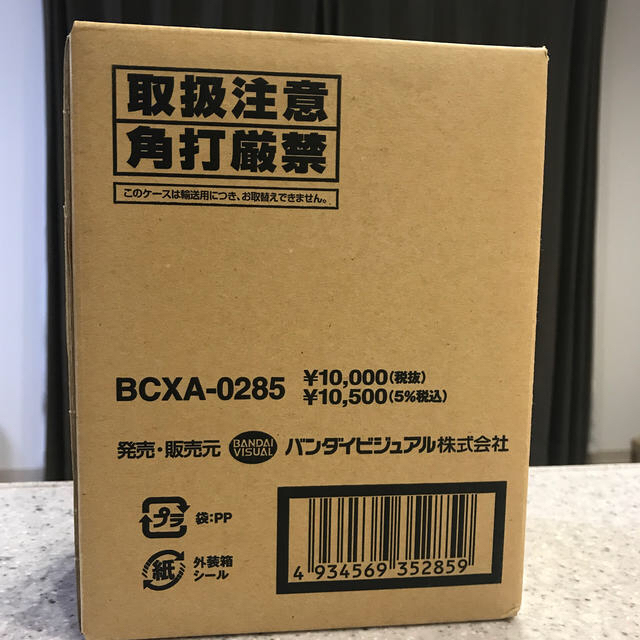 取扱注意
角打厳禁
このケースは輸送用につき、お取替えできません。
BCXA-0285
¥10,000(税抜)
¥10,500(5%税込)
発売・販売元 BANDAI VISUAL バンダイビジュアル株式会社
プラ 袋:PP
紙 外装箱
シール
4 934569 352859